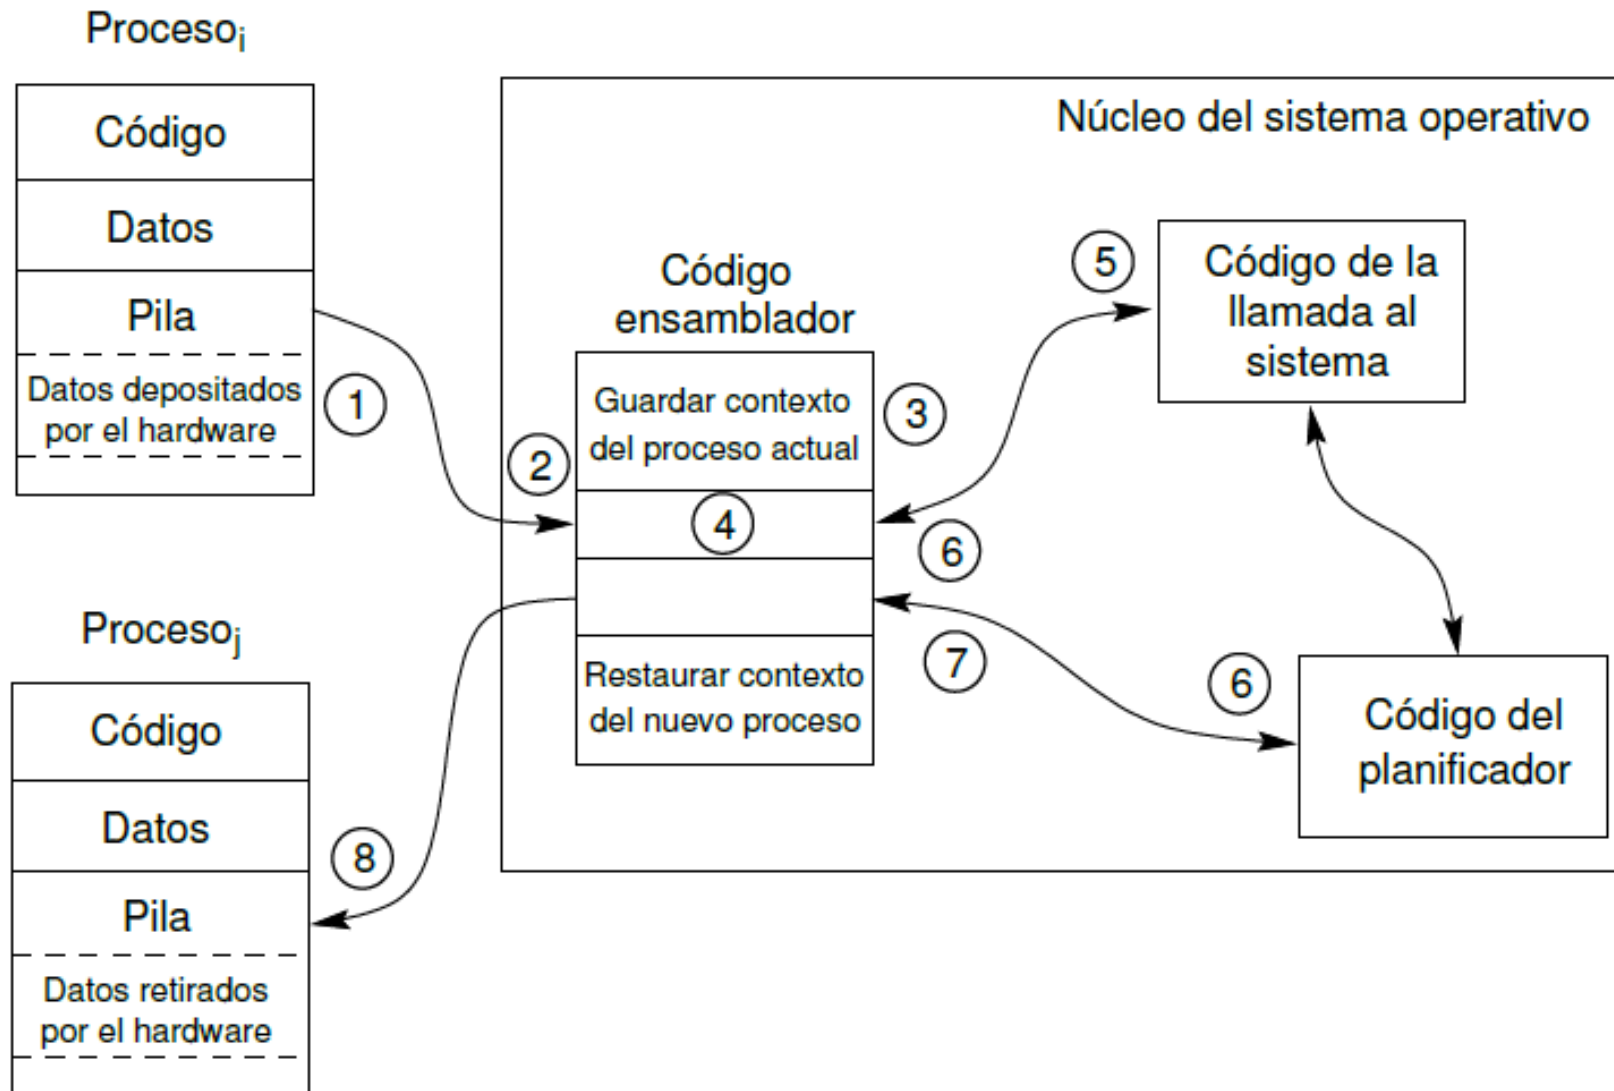 Procesoi
Código
Datos
Pila
Datos depositados
por el hardware
1
Núcleo del sistema operativo
Código
ensamblador
Guardar contexto
del proceso actual
2
3
4
5
Código de la
llamada al
sistema
6
7
Restaurar contexto
del nuevo proceso
6
Código del
planificador
Procesoj
Código
Datos
Pila
Datos retirados
por el hardware
8